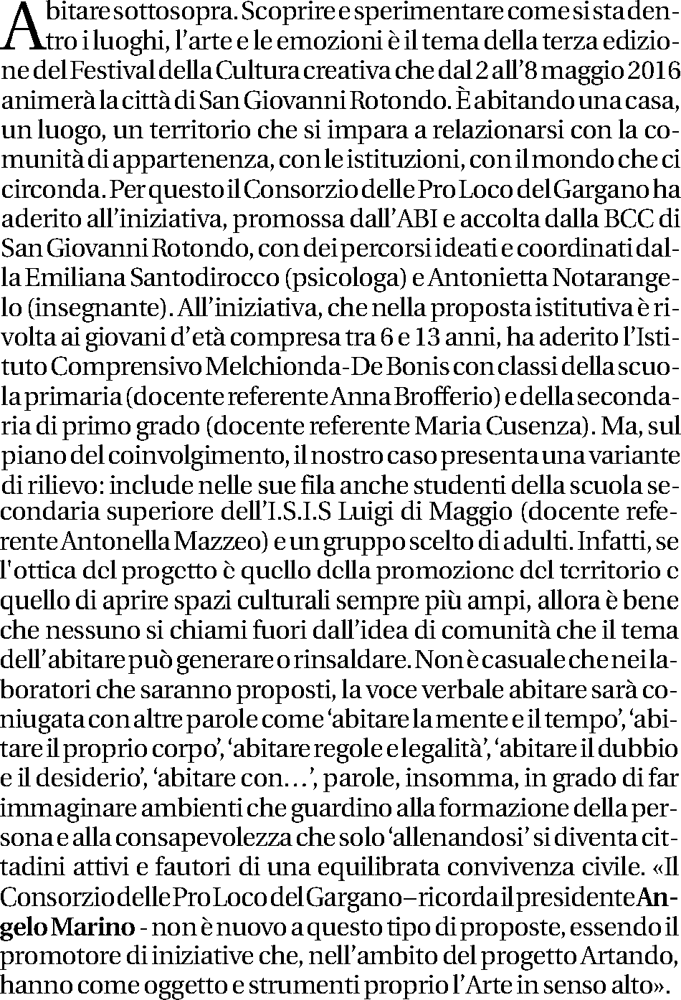 Abitare sottosopra. Scoprire e sperimentare come si sta den-
tro i luoghi, l'arte e le emozioni è il tema della terza edizio-
ne del Festival della Cultura creativa che dal 2 all'8 maggio 2016
animerà la città di San Giovanni Rotondo. È abitando una casa,
un luogo, un territorio che si impara a relazionarsi con la co-
munità di appartenenza, con le istituzioni, con il mondo che ci
circonda. Per questo il Consorzio delle Pro Loco del Gargano ha
aderito all'iniziativa, promossa dall'ABI e accolta dalla BCC di
San Giovanni Rotondo, con dei percorsi ideati e coordinati dal-
la Emiliana Santodirocco (psicologa) e Antonietta Notarange-
lo (insegnante). All'iniziativa, che nella proposta istitutiva è ri-
volta ai giovani d'età compresa tra 6 e 13 anni, ha aderito l'Isti-
tuto Comprensivo Melchionda-De Bonis con classi della scuo-
la primaria (docente referente Anna Brofferio) e della seconda-
ria di primo grado (docente referente Maria Cusenza). Ma, sul
piano del coinvolgimento, il nostro caso presenta una variante
di rilievo: include nelle sue fila anche studenti della scuola se-
condaria superiore dell'I.S.I.S Luigi di Maggio (docente refe-
rente Antonella Mazzeo) e un gruppo scelto di adulti. Infatti, se
l'ottica del progetto è quello della promozione del territorio e
quello di aprire spazi culturali sempre più ampi, allora è bene
che nessuno si chiami fuori dall'idea di comunità che il tema
dell'abitare può generare o rinsaldare. Non è casuale che nei la-
boratori che saranno proposti, la voce verbale abitare sarà co-
niugata con altre parole come ‘abitare la mente e il tempo’, ‘abi-
tare il proprio corpo’, ‘abitare regole e legalità’, ‘abitare il dubbio
e il desiderio’, ‘abitare con…’, parole, insomma, in grado di far
immaginare ambienti che guardino alla formazione della per-
sona e alla consapevolezza che solo ‘allenandosi’ si diventa cit-
tadini attivi e fautori di una equilibrata convivenza civile. «Il
Consorzio delle Pro Loco del Gargano – ricorda il presidente An-
gelo Marino - non è nuovo a questo tipo di proposte, essendo il
promotore di iniziative che, nell'ambito del progetto Artando,
hanno come oggetto e strumenti proprio l'Arte in senso alto».